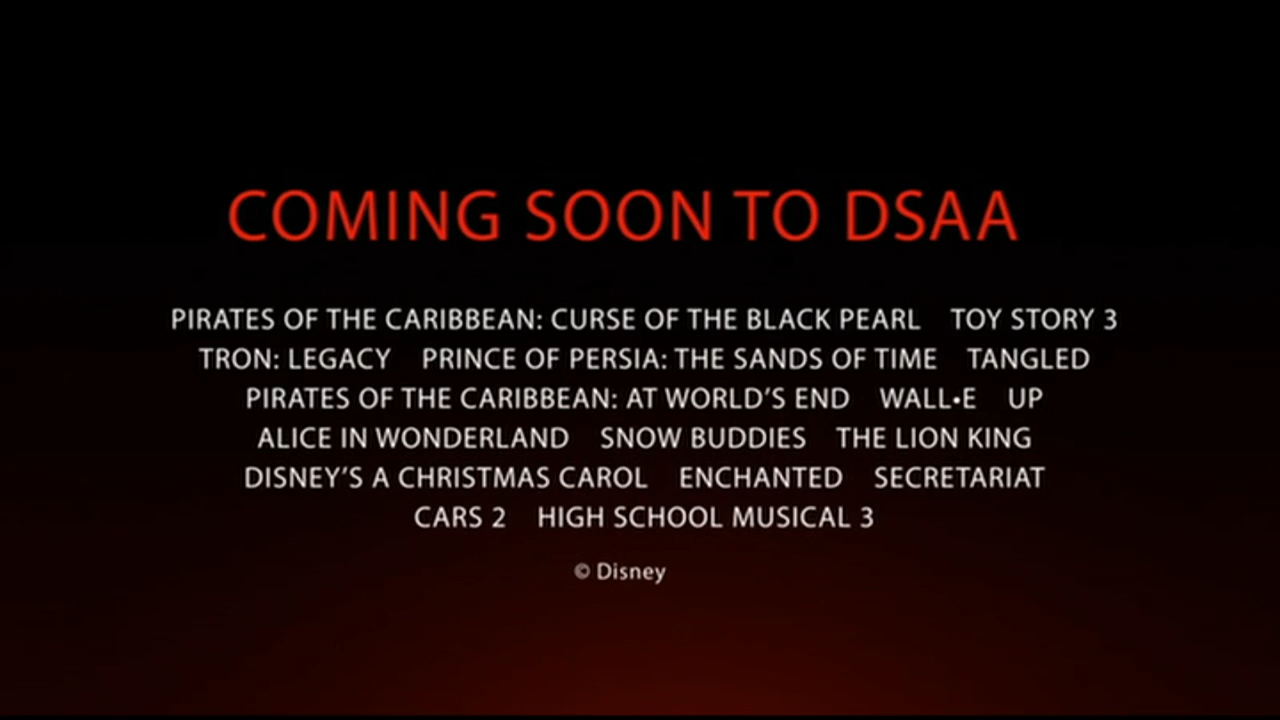 COMING SOON TO DSAA
PIRATES OF THE CARIBBEAN: CURSE OF THE BLACK PEARL TOY STORY 3
TRON: LEGACY PRINCE OF PERSIA: THE SANDS OF TIME TANGLED
PIRATES OF THE CARIBBEAN: AT WORLD’S END WALL•E UP
ALICE IN WONDERLAND SNOW BUDDIES THE LION KING
DISNEY’S A CHRISTMAS CAROL ENCHANTED SECRETARIAT
CARS 2 HIGH SCHOOL MUSICAL 3
© Disney